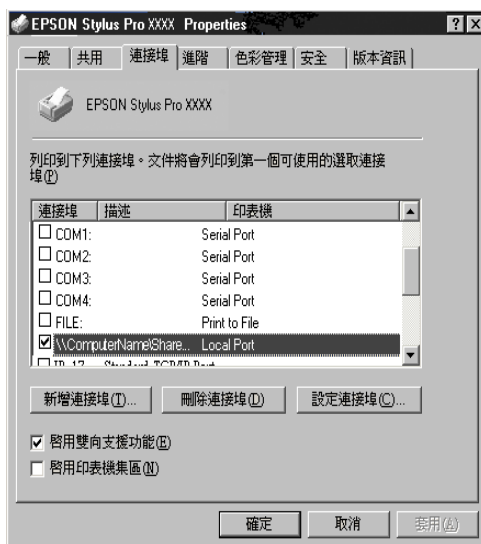 EPSON Stylus Pro XXXX Properties
一般 共用 連接埠 進階 色彩管理 安全 版本資訊
EPSON Stylus Pro XXXX
列印到下列連接埠。文件將會列印到第一個可使用的選取連接
埠(P)
連接埠 描述 印表機
COM1: Serial Port
COM2: Serial Port
COM3: Serial Port
COM4: Serial Port
FILE: Print to File
\\ComputerName\Share... Local Port
Standard TCP/IP Port
新增連接埠(T)... 刪除連接埠(D) 設定連接埠(C)...
啓用雙向支援功能(E)
啓用印表機集區(N)
確定 取消 套用(A)